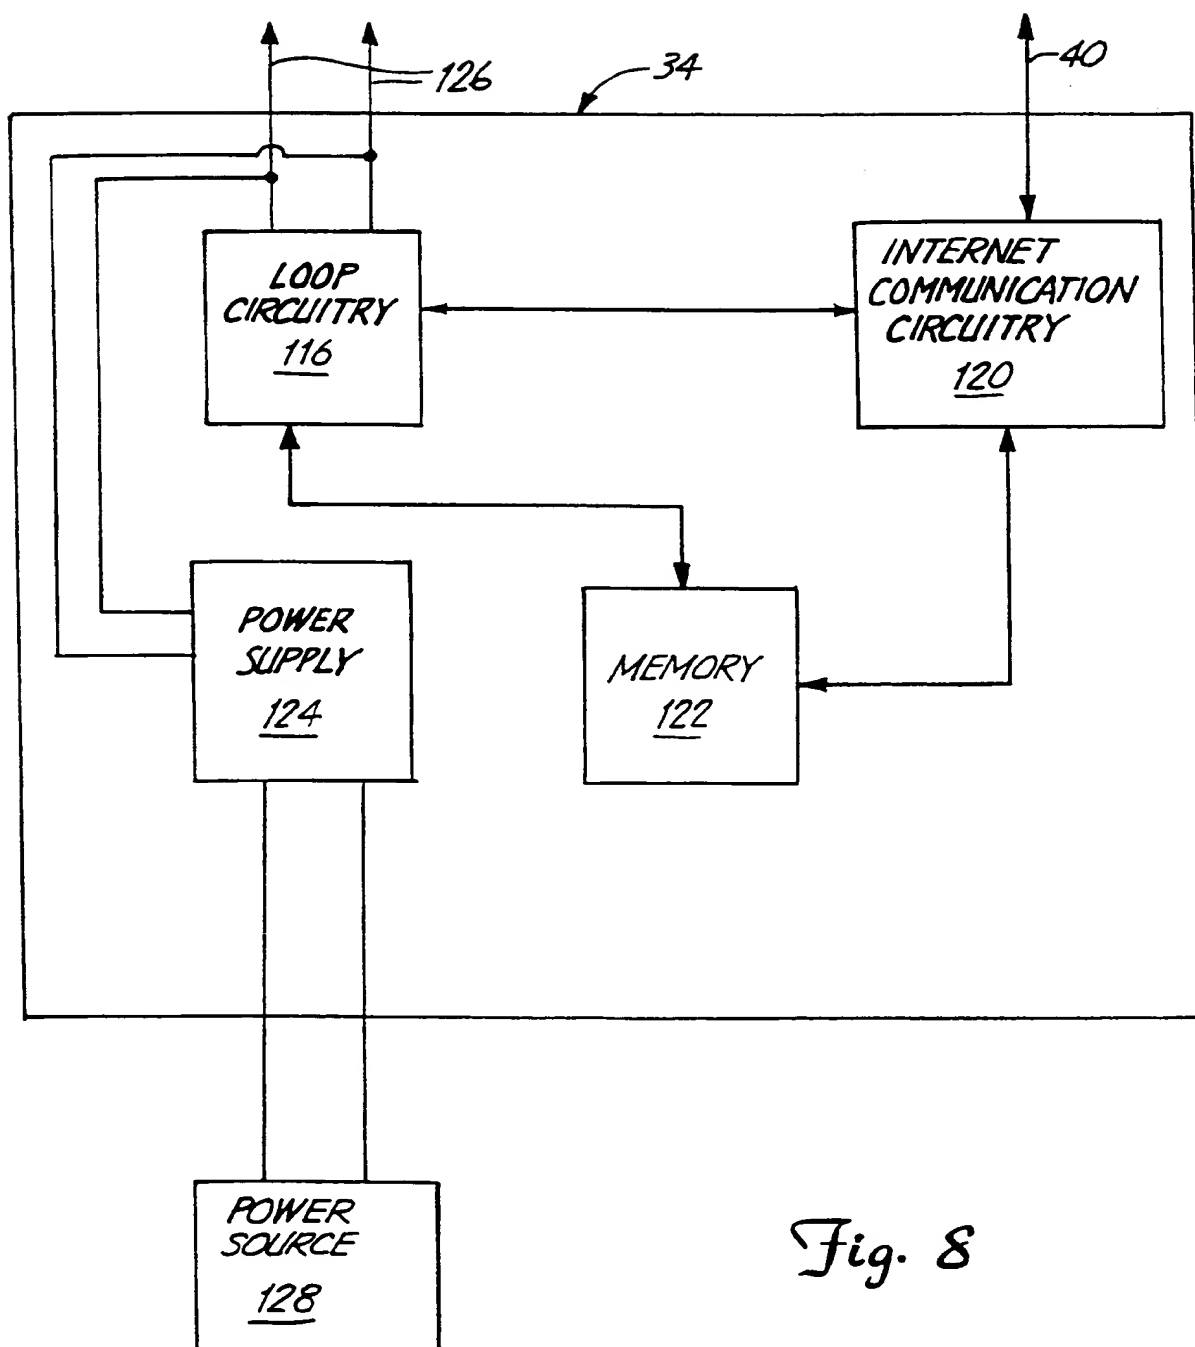 126
34
40
LOOP
CIRCUITRY
116
INTERNET
COMMUNICATION
CIRCUITRY
120
POWER
SUPPLY
124
MEMORY
122
POWER
SOURCE
128
Fig. 8